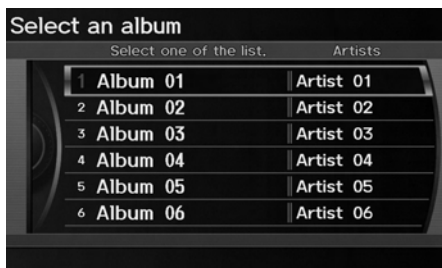 Select an album
Select one of the list. Artists
1 Album 01 Artist 01
2 Album 02 Artist 02
3 Album 03 Artist 03
4 Album 04 Artist 04
5 Album 05 Artist 05
6 Album 06 Artist 06